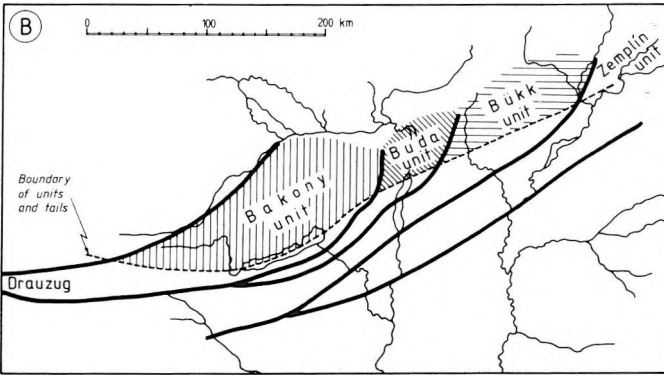 B
0 100 200 km
Zemplín
unit
Bükk
unit
Buda
unit
Bakony
unit
Boundary
of units
and tails
Drauzug